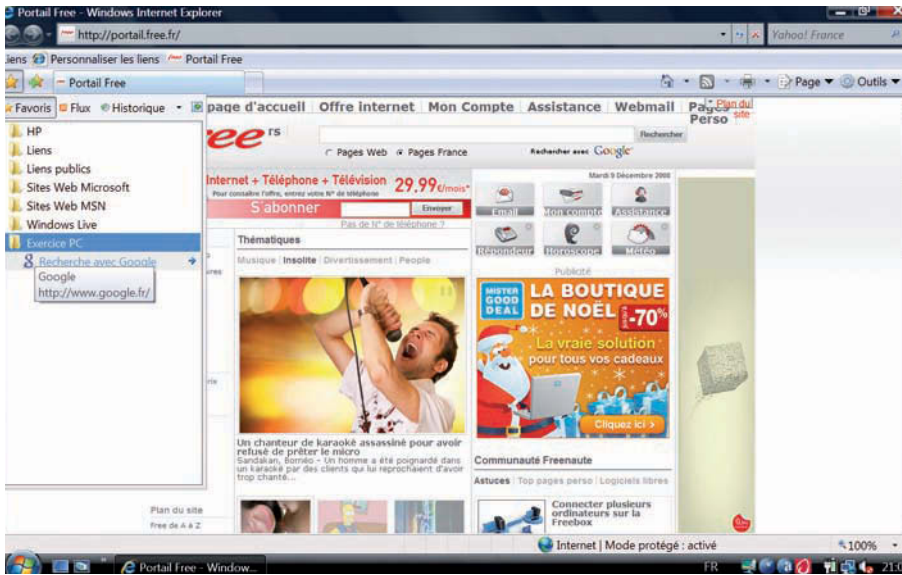 Portail Free - Windows Internet Explorer
http://portail.free.fr/
Yahoo! France
Liens Personnaliser les liens Portail Free
Portail Free
Page Outils
Favoris Flux Historique
HP
Liens
Liens publics
Sites Web Microsoft
Sites Web MSN
Windows Live
Exercice PC
Recherche avec Google
Google
http://www.google.fr/
page d'accueil Offre internet Mon Compte Assistance Webmail Pages Perso
Plan du site
ree rs
Rechercher
Pages Web Pages France
Rechercher avec Google
Internet + Téléphone + Télévision 29,99€/mois*
Pour connaître l'offre, entrez votre N° de téléphone
S'abonner Envoyer
Pas de N° de téléphone ?
Mardi 9 Décembre 2008
Email Mon compte Assistance
Répondeur Horoscope Météo
Thématiques
Musique Insolite Divertissement People
Un chanteur de karaoké assassiné pour avoir
refusé de prêter le micro
Sandakan, Bornéo - Un homme a été poignardé dans
un karaoké par des clients qui lui reprochaient d'avoir
trop chanté...
Publicité
MISTER GOOD DEAL
LA BOUTIQUE
DE NOËL
jusqu'à -70%
La vraie solution
pour tous vos cadeaux
Cliquez ici >
Communauté Freenaute
Astuces Top pages perso Logiciels libres
Connecter plusieurs
ordinateurs sur la
Freebox
Plan du site
Free de A à Z
Internet | Mode protégé : activé
100%
Portail Free - Window...
FR